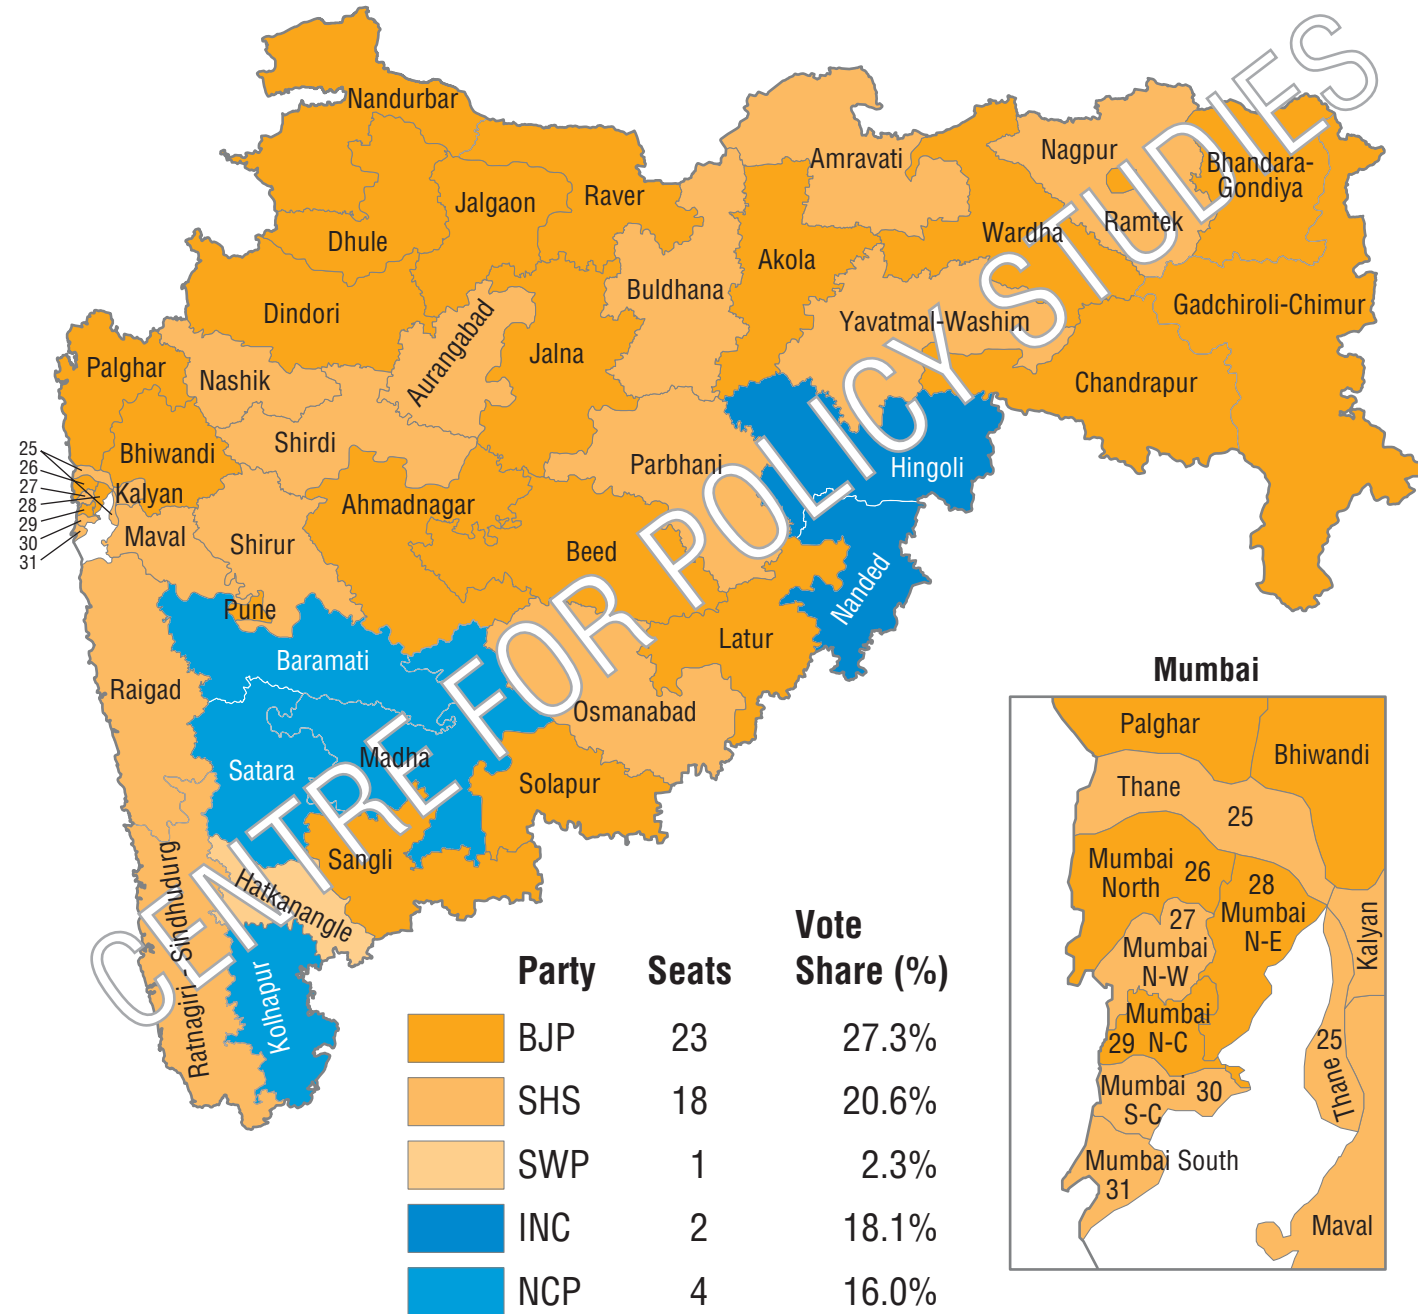 Nandurbar
Amravati
Nagpur
Bhandara-
Gondiya
Jalgaon
Raver
Ramtek
Dhule
Wardha
Akola
Buldhana
Dindori
Aurangabad
Yavatmal-Washim
Gadchiroli-Chimur
Jalna
Palghar
Nashik
Chandrapur
Shirdi
Bhiwandi
Parbhani
Hingoli
25
26
27
28
29
30
31
Kalyan
Ahmadnagar
Maval
Shirur
Beed
Nanded
Pune
Latur
Baramati
Raigad
Osmanabad
Madha
Satara
Solapur
Sangli
Hatkanangle
Ratnagiri - Sindhudurg
Kolhapur
CENTRE FOR POLICY STUDIES
Party Seats Vote
Share (%)
BJP 23 27.3%
SHS 18 20.6%
SWP 1 2.3%
INC 2 18.1%
NCP 4 16.0%
Mumbai
Palghar
Bhiwandi
Thane
25
Mumbai
North 26
28
Mumbai
N-E
27
Mumbai
N-W
Kalyan
Mumbai
29 N-C
25
Thane
Mumbai 30
S-C
Mumbai South
31
Maval